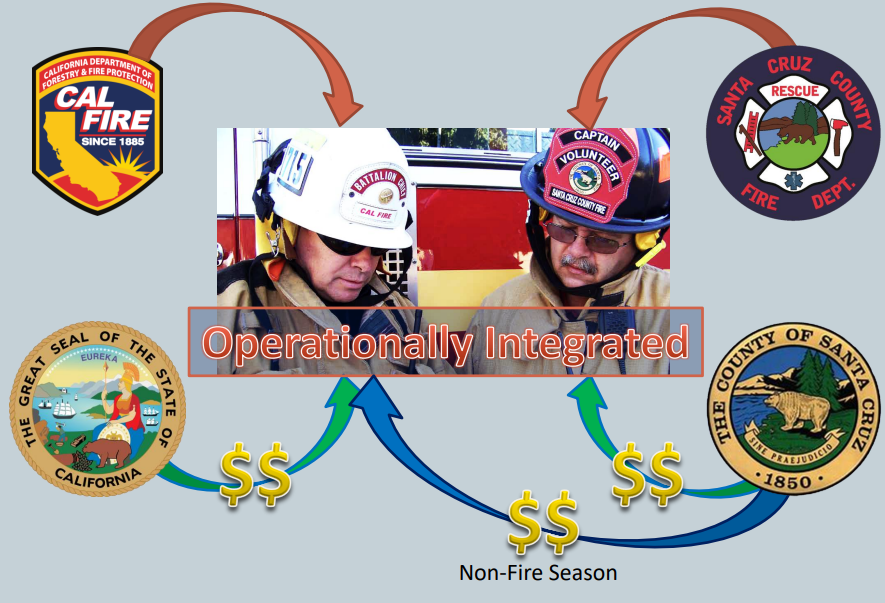 CALIFORNIA DEPARTMENT OF
FORESTRY & FIRE PROTECTION
CAL
FIRE
SINCE 1885
SANTA CRUZ COUNTY
RESCUE
FIRE DEPT.
BATTALION CHIEF
CAL FIRE
CAPTAIN
VOLUNTEER
SANTA CRUZ COUNTY FIRE
Operationally Integrated
THE GREAT SEAL OF THE STATE OF
EUREKA
CALIFORNIA
THE COUNTY OF SANTA CRUZ
SINE PRAEJUDICIO
• 1850 •
$$
$$
$$
Non-Fire Season